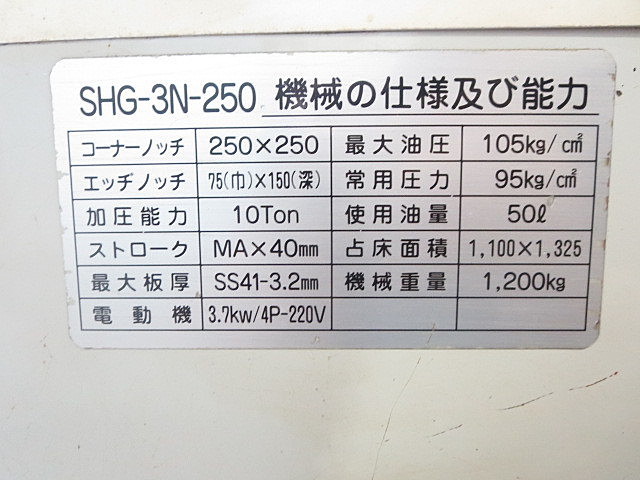 SHG-3N-250 機械の仕様及び能力
コーナーノッチ 250×250 最大油圧 105kg/cm²
エッヂノッチ 75(巾)×150(深) 常用圧力 95kg/cm²
加圧能力 10Ton 使用油量 50ℓ
ストローク MA×40mm 占床面積 1,100×1,325
最大板厚 SS41-3.2mm 機械重量 1,200kg
電動機 3.7kw/4P-220V